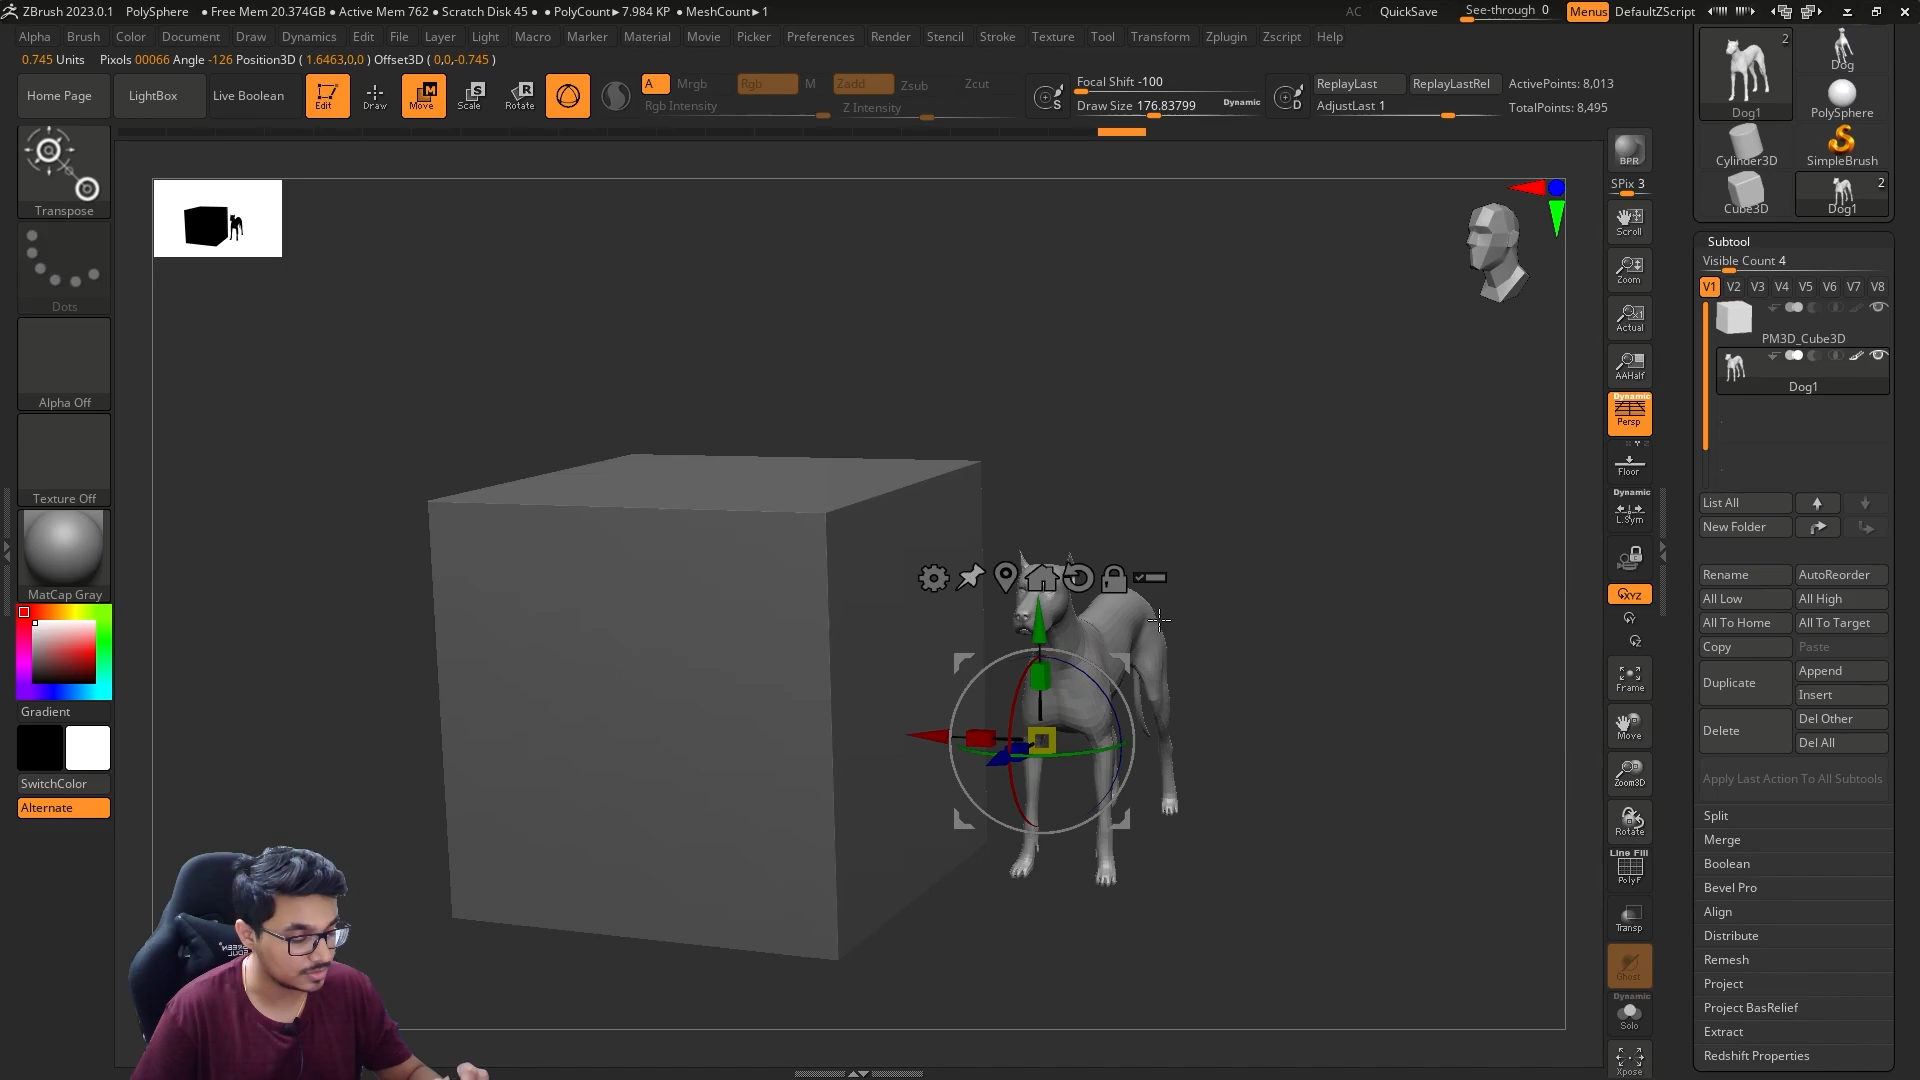 ZBrush 2023.0.1 PolySphere ● Free Mem 20.374GB ● Active Mem 762 ● Scratch Disk 45 ● ● PolyCount► 7.984 KP ● MeshCount► 1 AC QuickSave See-through 0 Menus DefaultZScript
Alpha Brush Color Document Draw Dynamics Edit File Layer Light Macro Marker Material Movie Picker Preferences Render Stencil Stroke Texture Tool Transform Zplugin Zscript Help
0.745 Units Pixols 00066 Angle -126 Position3D ( 1.6463,0,0 ) Offset3D ( 0,0,-0.745 )
Home Page LightBox Live Boolean Edit Draw Move Scale Rotate
A Mrgb Rgb M Zadd Zsub Zcut
Rgb Intensity Z Intensity
S Focal Shift -100
Draw Size 176.83799 Dynamic
D ReplayLast ReplayLastRel ActivePoints: 8,013
AdjustLast 1 TotalPoints: 8,495
Transpose
Dots
Alpha Off
Texture Off
MatCap Gray
Gradient
SwitchColor
Alternate
BPR
SPix 3
Scroll
Zoom
Actual
AAHalf
Dynamic
Persp
Floor
Dynamic
L.Sym
XYZ
Frame
Move
Zoom3D
Rotate
Line Fill
PolyF
Transp
Ghost
Dynamic
Solo
Xpose
2
Dog1
Dog
PolySphere
Cylinder3D SimpleBrush
Cube3D 2
Dog1
Subtool
Visible Count 4
V1 V2 V3 V4 V5 V6 V7 V8
PM3D_Cube3D
Dog1
List All
New Folder
Rename AutoReorder
All Low All High
All To Home All To Target
Copy Paste
Duplicate Append
Insert
Delete Del Other
Del All
Apply Last Action To All Subtools
Split
Merge
Boolean
Bevel Pro
Align
Distribute
Remesh
Project
Project BasRelief
Extract
Redshift Properties